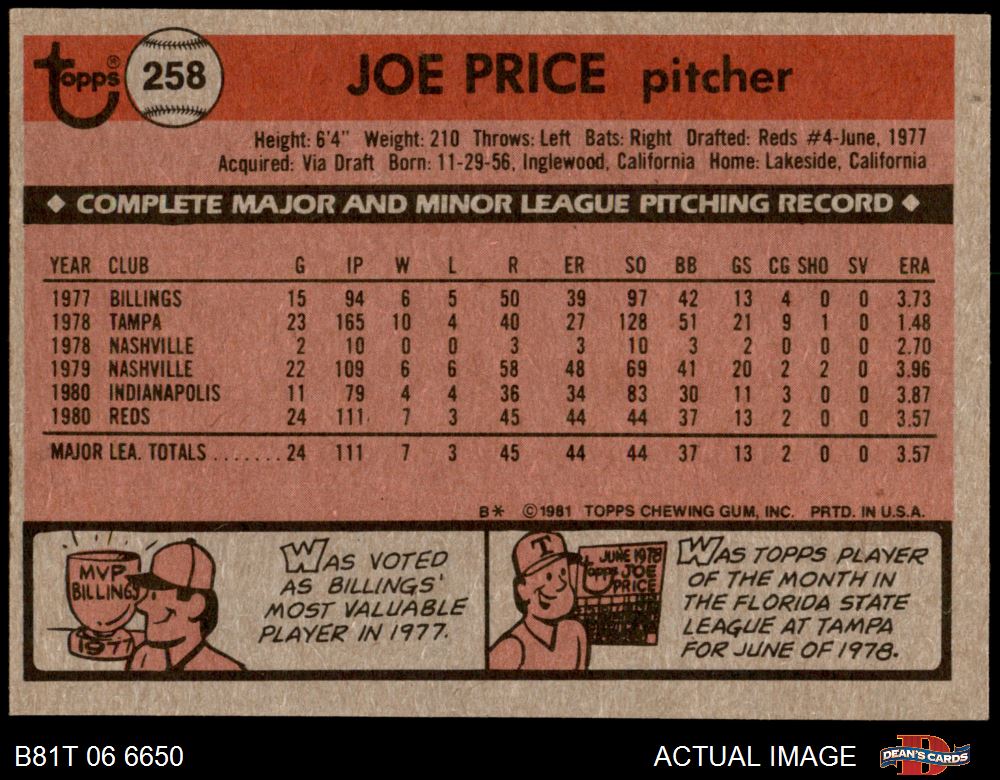 Topps® 258 JOE PRICE pitcher
Height: 6'4" Weight: 210 Throws: Left Bats: Right Drafted: Reds #4-June, 1977
Acquired: Via Draft Born: 11-29-56, Inglewood, California Home: Lakeside, California
◆ COMPLETE MAJOR AND MINOR LEAGUE PITCHING RECORD ◆
YEAR CLUB G IP W L R ER SO BB GS CG SHO SV ERA
1977 BILLINGS 15 94 6 5 50 39 97 42 13 4 0 0 3.73
1978 TAMPA 23 165 10 4 40 27 128 51 21 9 1 0 1.48
1978 NASHVILLE 2 10 0 0 3 3 10 3 2 0 0 0 2.70
1979 NASHVILLE 22 109 6 6 58 48 69 41 20 2 2 0 3.96
1980 INDIANAPOLIS 11 79 4 4 36 34 83 30 11 3 0 0 3.87
1980 REDS 24 111 7 3 45 44 44 37 13 2 0 0 3.57
MAJOR LEA. TOTALS ....... 24 111 7 3 45 44 44 37 13 2 0 0 3.57
B* ©1981 TOPPS CHEWING GUM, INC. PRTD. IN U.S.A.
MVP
BILLINGS
1977
WAS VOTED
AS BILLINGS'
MOST VALUABLE
PLAYER IN 1977.
T
JUNE 1978
Topps JOE
PRICE
WAS TOPPS PLAYER
OF THE MONTH IN
THE FLORIDA STATE
LEAGUE AT TAMPA
FOR JUNE OF 1978.
B81T 06 6650 ACTUAL IMAGE DEAN'S CARDS